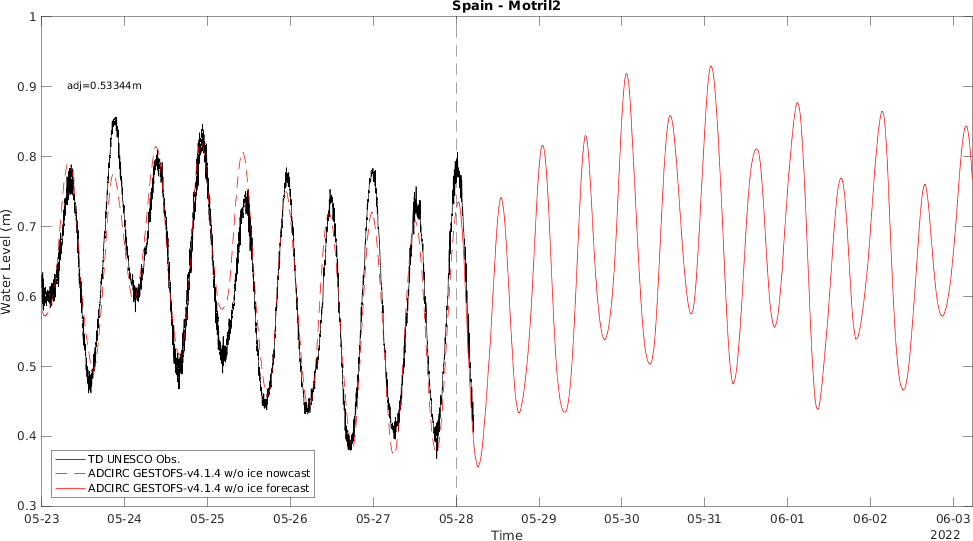 Spain - Motril2
1
0.9
0.8
0.7
0.6
0.5
0.4
0.3
Water Level (m)
adj=0.53344m
TD UNESCO Obs.
ADCIRC GESTOFS-v4.1.4 w/o ice nowcast
ADCIRC GESTOFS-v4.1.4 w/o ice forecast
05-23 05-24 05-25 05-26 05-27 05-28 05-29 05-30 05-31 06-01 06-02 06-03
2022
Time